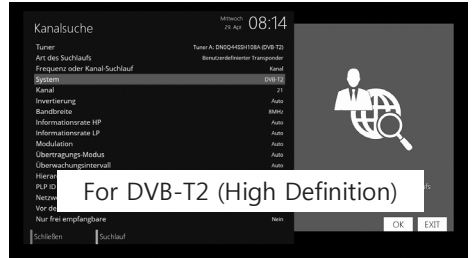 Kanalsuche
Mittwoch
29. Apr 08:14
Tuner Tuner A: DN0Q44SSH108A (DVB-T2)
Art des Suchlaufs Benutzerdefinierter Transponder
Frequenz oder Kanal-Suchlauf Kanal
System DVB-T2
Kanal 21
Invertierung Auto
Bandbreite 8MHz
Informationsrate HP Auto
Informationsrate LP Auto
Modulation Auto
Übertragungs-Modus Auto
Überwachungsintervall Auto
Hierar
PLP ID
Netzw
Vor de
For DVB-T2 (High Definition)
Nur frei empfangbare Nein
OK EXIT
Schließen Suchlauf